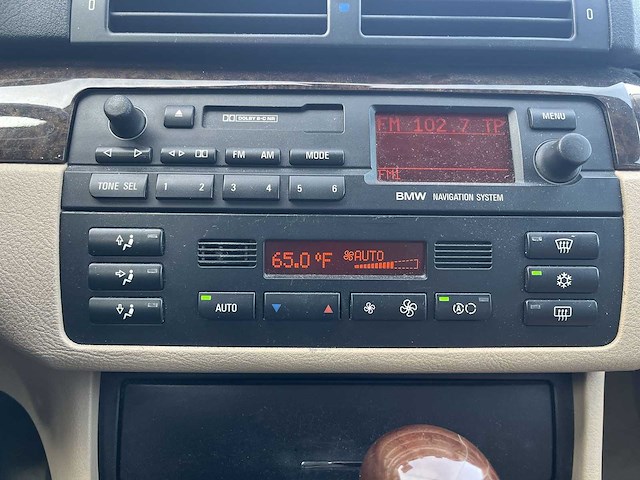 DOLBY B-C NR
FM 102.7 TP
MENU
FM AM
MODE
FM
TONE SEL
1 2
3 4
5 6
BMW NAVIGATION SYSTEM
65.0 °F
AUTO
AUTO
A